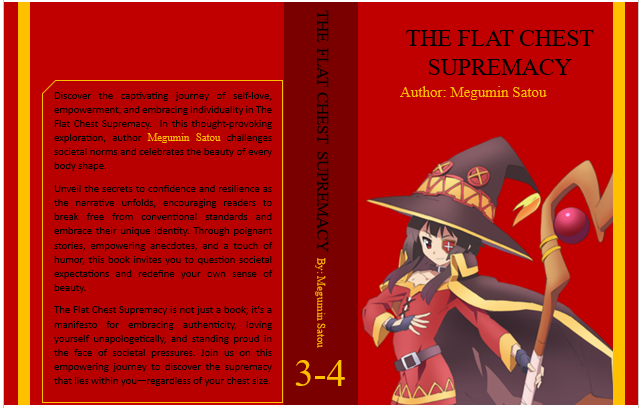 Discover the captivating journey of self-love,
empowerment, and embracing individuality in The
Flat Chest Supremacy. In this thought-provoking
exploration, author Megumin Satou challenges
societal norms and celebrates the beauty of every
body shape.
Unveil the secrets to confidence and resilience as
the narrative unfolds, encouraging readers to
break free from conventional standards and
embrace their unique identity. Through poignant
stories, empowering anecdotes, and a touch of
humor, this book invites you to question societal
expectations and redefine your own sense of
beauty.
The Flat Chest Supremacy is not just a book; it's a
manifesto for embracing authenticity, loving
yourself unapologetically, and standing proud in
the face of societal pressures. Join us on this
empowering journey to discover the supremacy
that lies within you—regardless of your chest size.
THE FLAT CHEST SUPREMACY By: Megumin Satou
3-4
THE FLAT CHEST
SUPREMACY
Author: Megumin Satou